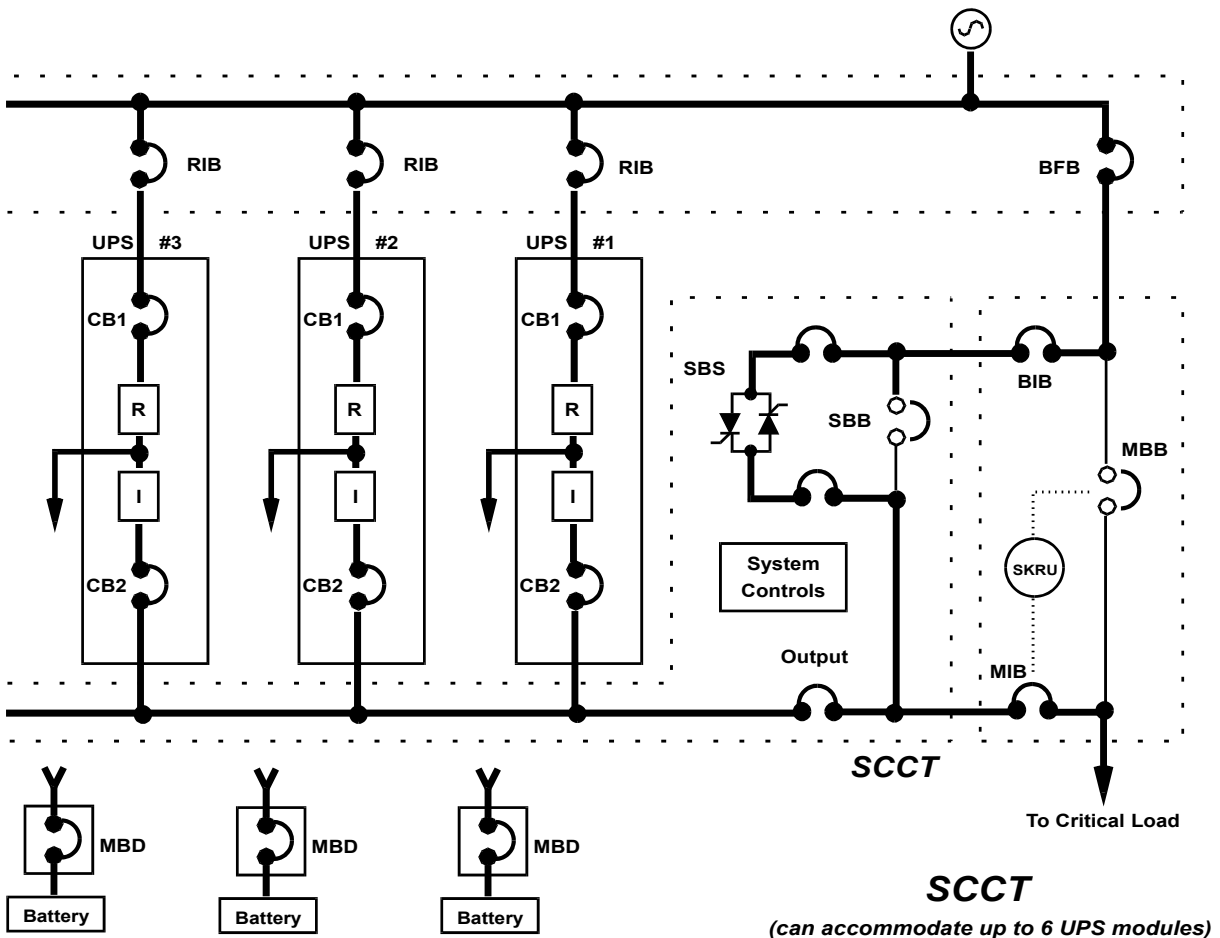 RIB
RIB
RIB
BFB
UPS #3
UPS #2
UPS #1
CB1
CB1
CB1
SBS
BIB
R
R
R
SBB
MBB
I
I
I
System
Controls
SKRU
CB2
CB2
CB2
Output
MIB
SCCT
To Critical Load
MBD
MBD
MBD
Battery
Battery
Battery
SCCT
(can accommodate up to 6 UPS modules)